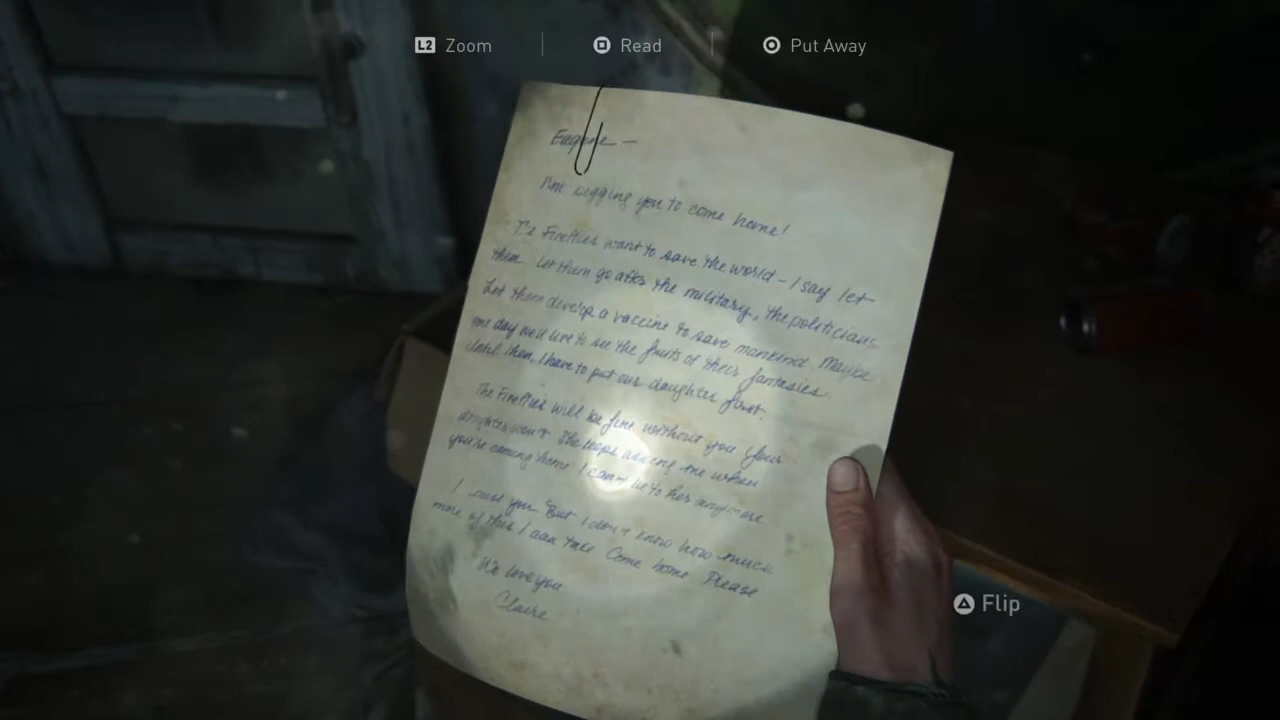 L2 Zoom
Read
Put Away
Eugene —
I'm begging you to come home!
The Fireflies want to save the world - I say let
them. Let them go after the military, the politicians.
Let them develop a vaccine to save mankind. Maybe
one day we'll live to see the fruits of their fantasies.
Until then, I have to put our daughter first.
The Fireflies will be fine without you. Your
daughter won't. She keeps asking me when
you're coming home. I can't lie to her anymore
I miss you. But I don't know how much
more of this I can take. Come home. Please
We love you
Claire
Flip